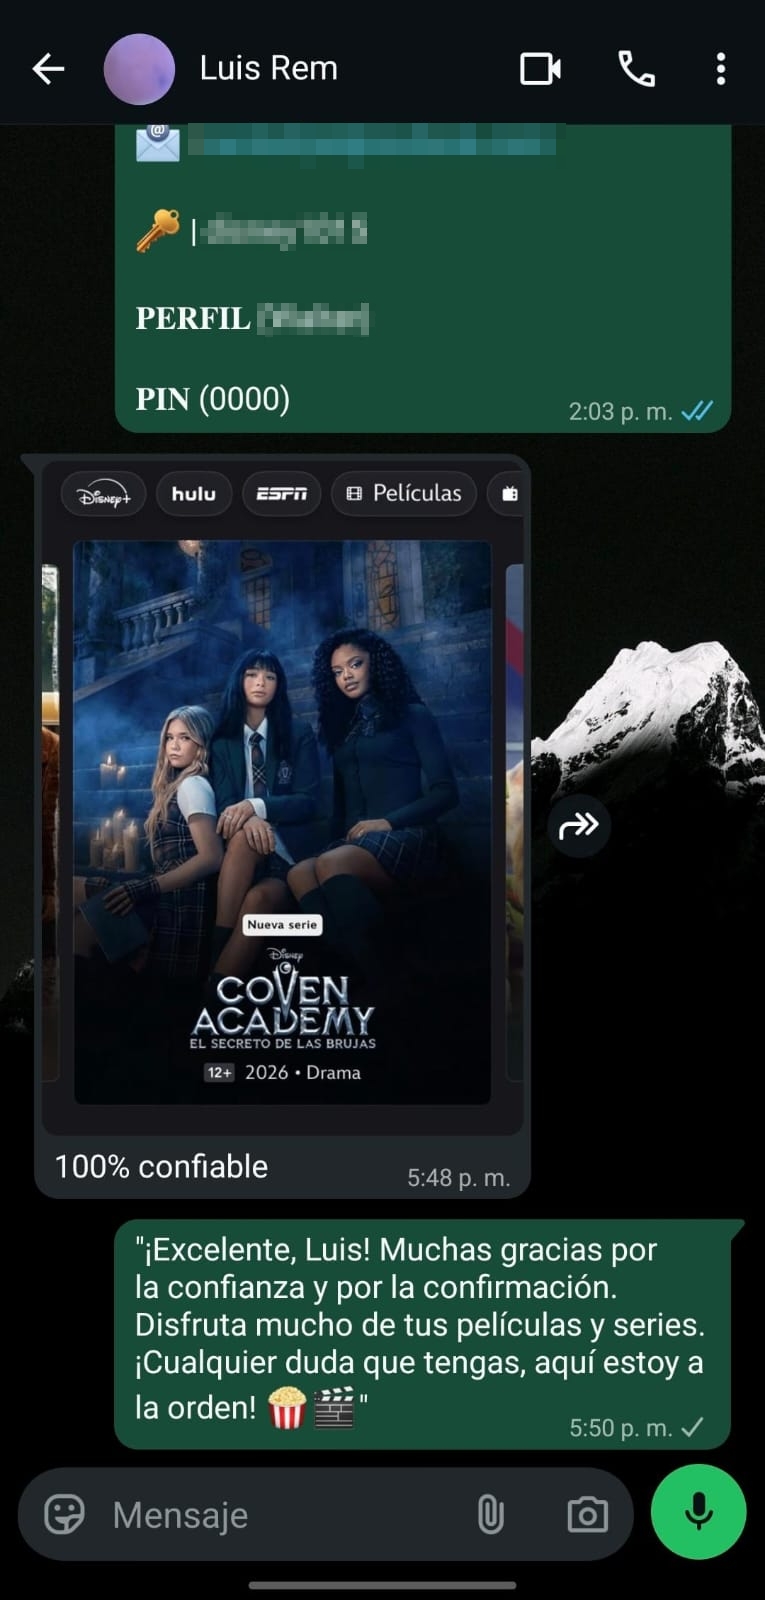 Luis Rem
PERFIL
PIN (0000)
2:03 p. m.
Disney+ hulu ESPN Películas
Nueva serie
Disney
COVEN
ACADEMY
EL SECRETO DE LAS BRUJAS
12+ 2026 • Drama
100% confiable
5:48 p. m.
"¡Excelente, Luis! Muchas gracias por
la confianza y por la confirmación.
Disfruta mucho de tus películas y series.
¡Cualquier duda que tengas, aquí estoy a
la orden! 🍿🎬"
5:50 p. m.
Mensaje